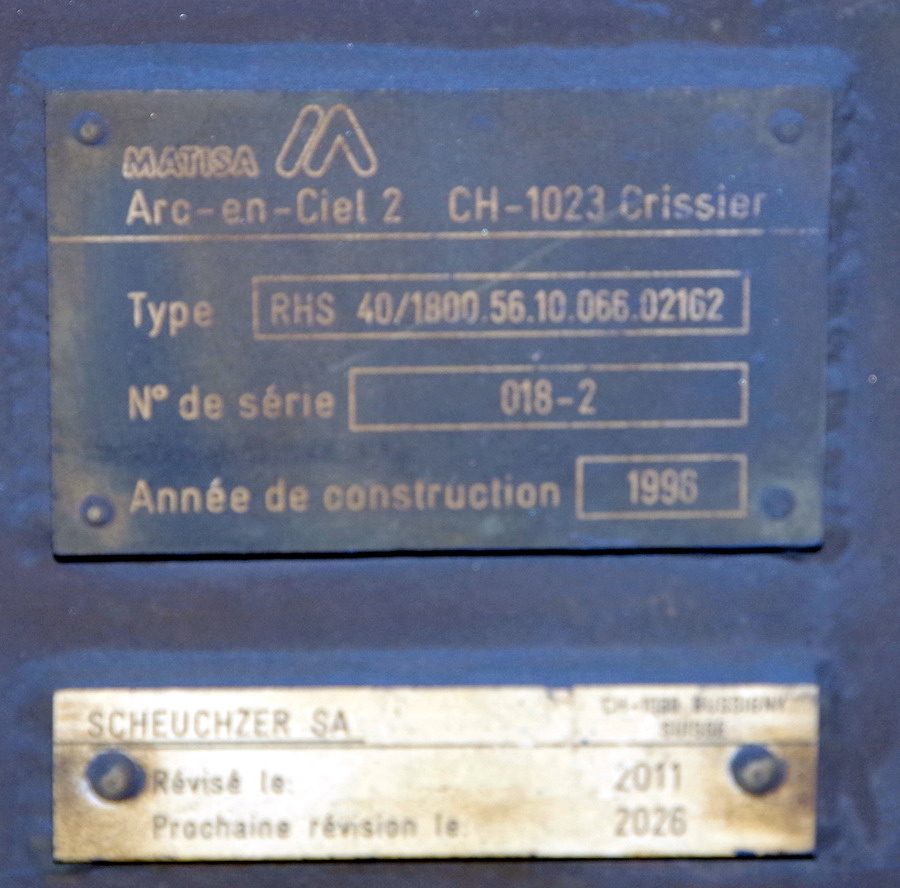 MATISA
Arc-en-Ciel 2 CH-1023 Crissier
Type RHS 40/1800.56.10.066.02162
N° de série 018-2
Année de construction 1996
SCHEUCHZER SA
SUISSE
Révisé le: 2011
Prochaine révision le: 2026